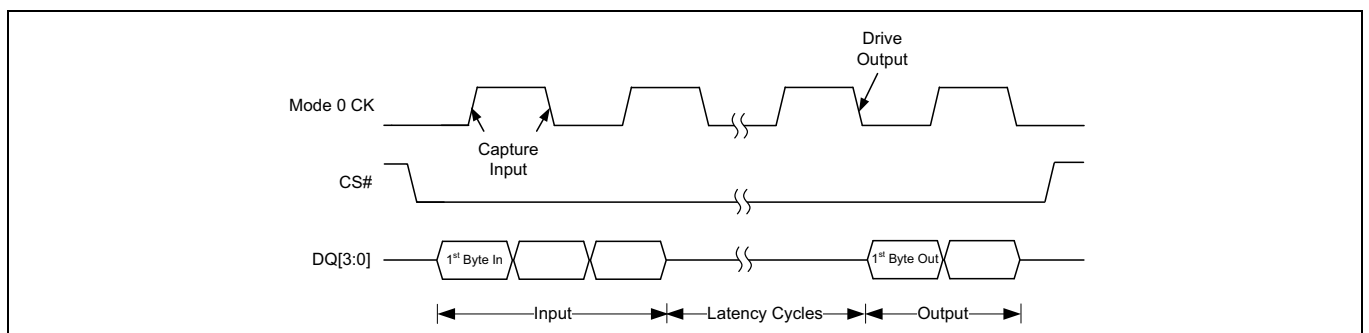 Drive
Output
Mode 0 CK
Capture
Input
CS#
DQ[3:0]
1st Byte In
1st Byte Out
Input
Latency Cycles
Output